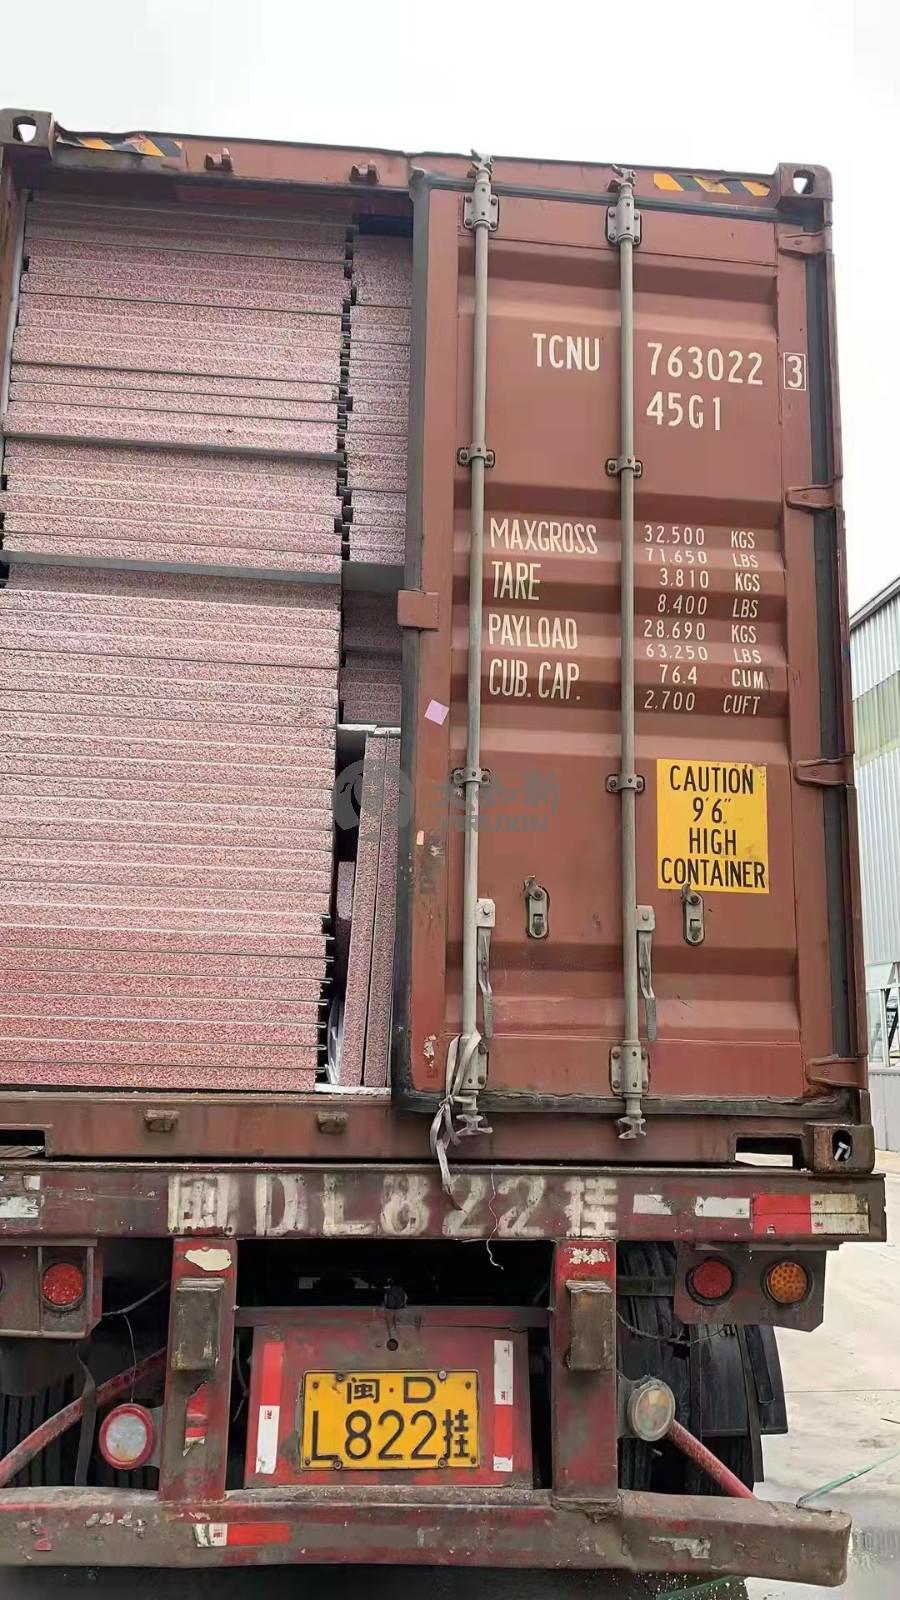 TCNU 763022 3
45G1
MAXGROSS 32.500 KGS
71.650 LBS
TARE 3.810 KGS
8.400 LBS
PAYLOAD 28.690 KGS
63.250 LBS
CUB. CAP. 76.4 CUM
2.700 CUFT
CAUTION
9'6"
HIGH
CONTAINER
YIRUXIN
闽DL822挂
闽·D
L822挂